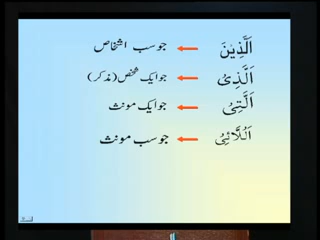 اَلَّذِیْنَ ← جو سب اشخاص
اَلَّذِیْ ← جو ایک شخص (مذکر)
اَلَّتِیْ ← جو ایک مونث
اَللَّائِیْ ← جو سب مونث